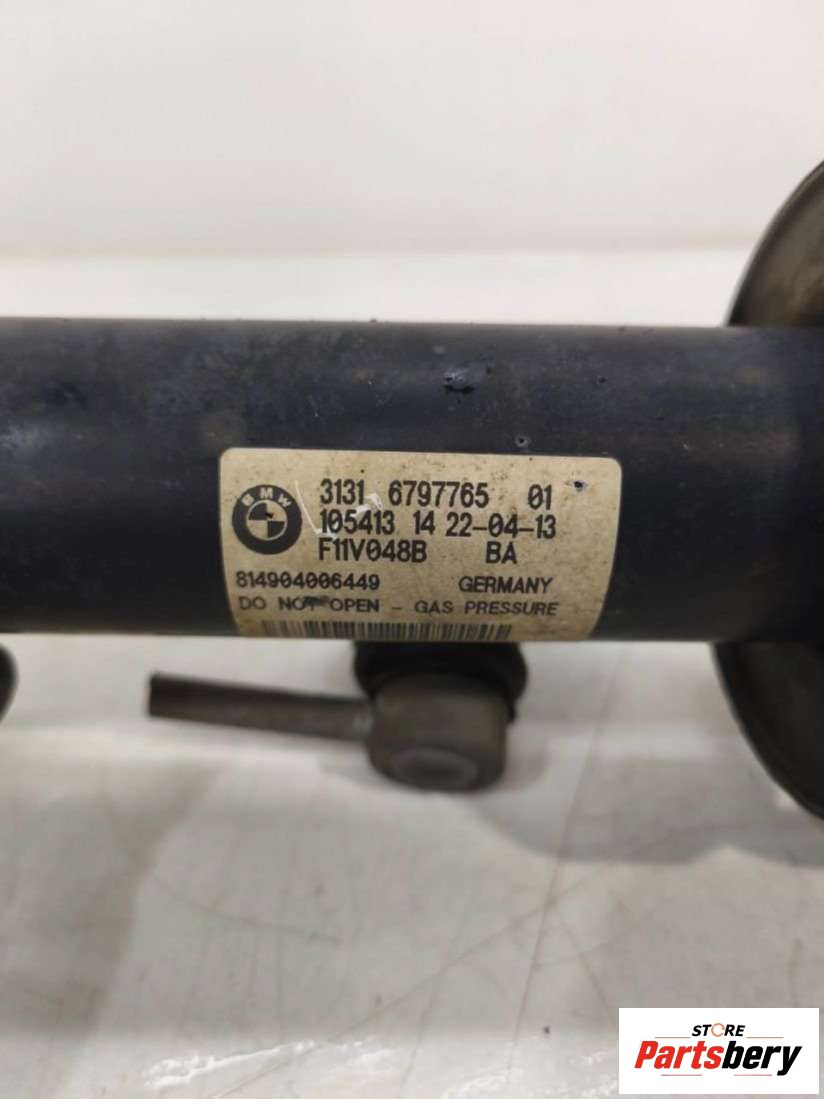 BMW
3131 6797765 01
105413 14 22-04-13
F11V048B BA
814904006449 GERMANY
DO NOT OPEN - GAS PRESSURE
STORE
Partsbery